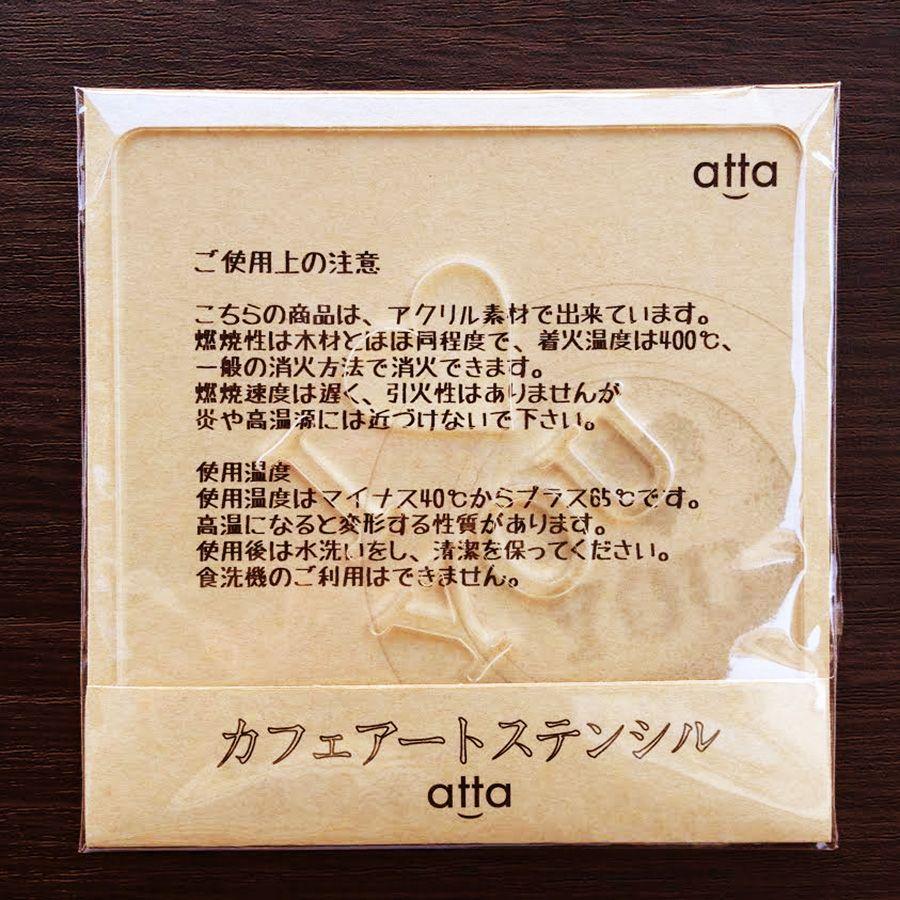 atta
ご使用上の注意
こちらの商品は、アクリル素材で出来ています。
燃焼性は木材とほぼ同程度で、着火温度は400℃、
一般の消火方法で消火できます。
燃焼速度は遅く、引火性はありませんが
炎や高温源には近づけないで下さい。
使用温度
使用温度はマイナス40℃からプラス65℃です。
高温になると変形する性質があります。
使用後は水洗いをし、清潔を保ってください。
食洗機のご利用はできません。
カフェアートステンシル
atta